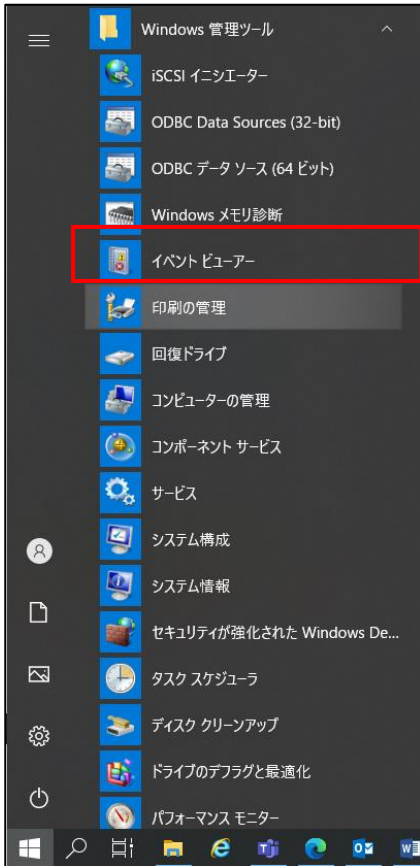 Windows 管理ツール
iSCSI イニシエーター
ODBC Data Sources (32-bit)
ODBC データ ソース (64 ビット)
Windows メモリ診断
イベント ビューアー
印刷の管理
回復ドライブ
コンピューターの管理
コンポーネント サービス
サービス
システム構成
システム情報
セキュリティが強化された Windows De...
タスク スケジューラ
ディスク クリーンアップ
ドライブのデフラグと最適化
パフォーマンス モニター